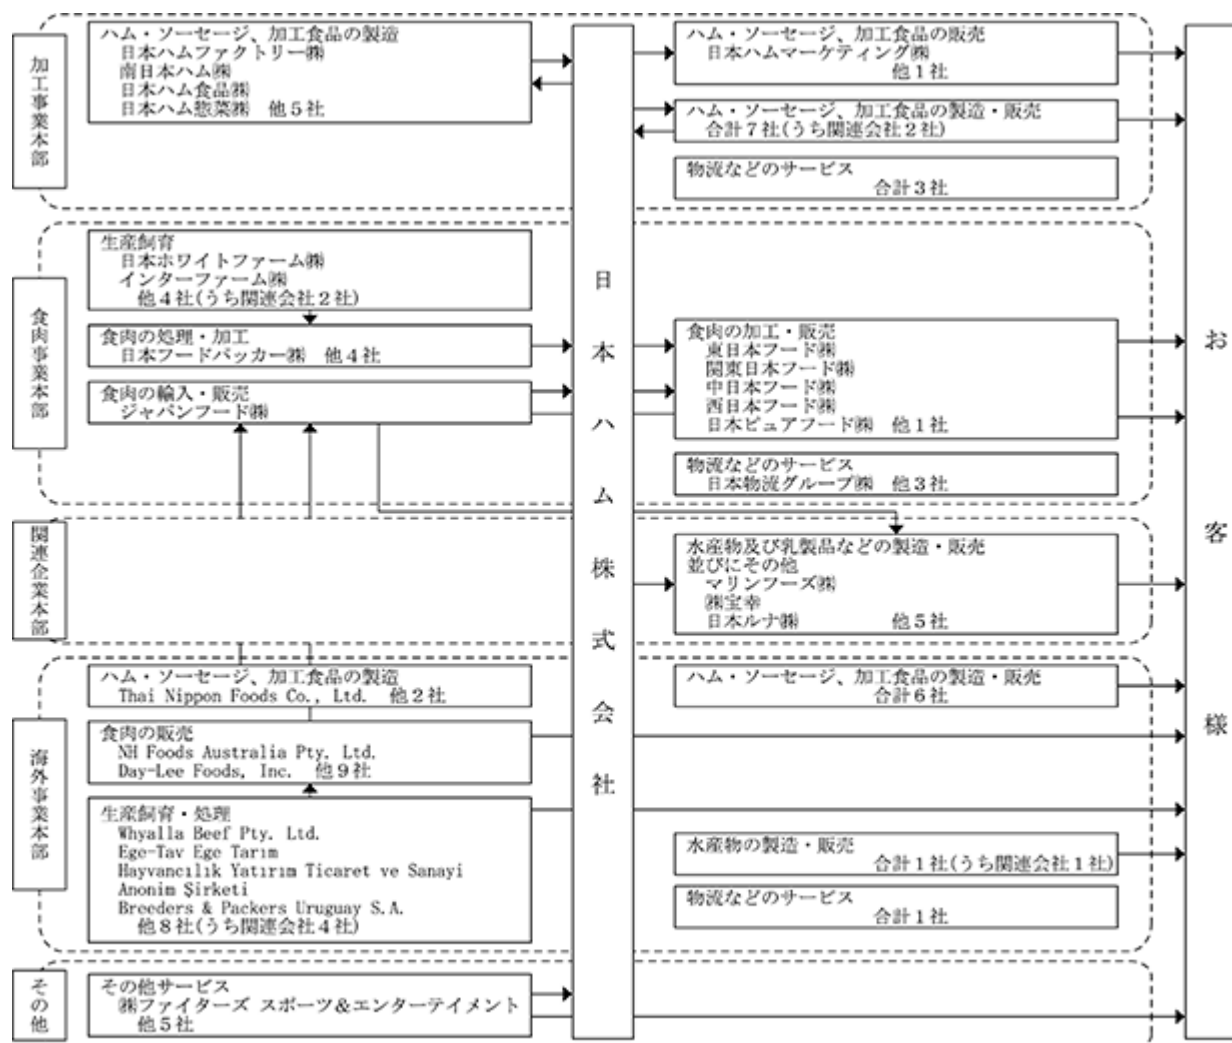 加工事業本部
ハム・ソーセージ、加工食品の製造
日本ハムファクトリー㈱
南日本ハム㈱
日本ハム食品㈱
日本ハム惣菜㈱ 他5社
ハム・ソーセージ、加工食品の販売
日本ハムマーケティング㈱
他1社
ハム・ソーセージ、加工食品の製造・販売
合計7社(うち関連会社2社)
物流などのサービス
合計3社
食肉事業本部
生産飼育
日本ホワイトファーム㈱
インターファーム㈱
他4社(うち関連会社2社)
食肉の処理・加工
日本フードパッカー㈱ 他4社
食肉の輸入・販売
ジャパンフード㈱
食肉の加工・販売
東日本フード㈱
関東日本フード㈱
中日本フード㈱
西日本フード㈱
日本ピュアフード㈱ 他1社
物流などのサービス
日本物流グループ㈱ 他3社
関連企業本部
水産物及び乳製品などの製造・販売
並びにその他
マリンフーズ㈱
㈱宝幸
日本ルナ㈱ 他5社
海外事業本部
ハム・ソーセージ、加工食品の製造
Thai Nippon Foods Co., Ltd. 他2社
食肉の販売
NH Foods Australia Pty. Ltd.
Day-Lee Foods, Inc. 他9社
生産飼育・処理
Whyalla Beef Pty. Ltd.
Ege-Tav Ege Tarım
Hayvancılık Yatırım Ticaret ve Sanayi
Anonim Şirketi
Breeders & Packers Uruguay S.A.
他8社(うち関連会社4社)
ハム・ソーセージ、加工食品の製造・販売
合計6社
水産物の製造・販売
合計1社(うち関連会社1社)
物流などのサービス
合計1社
その他
その他サービス
㈱ファイターズ スポーツ&エンターテイメント
他5社
日本ハム株式会社
お客様